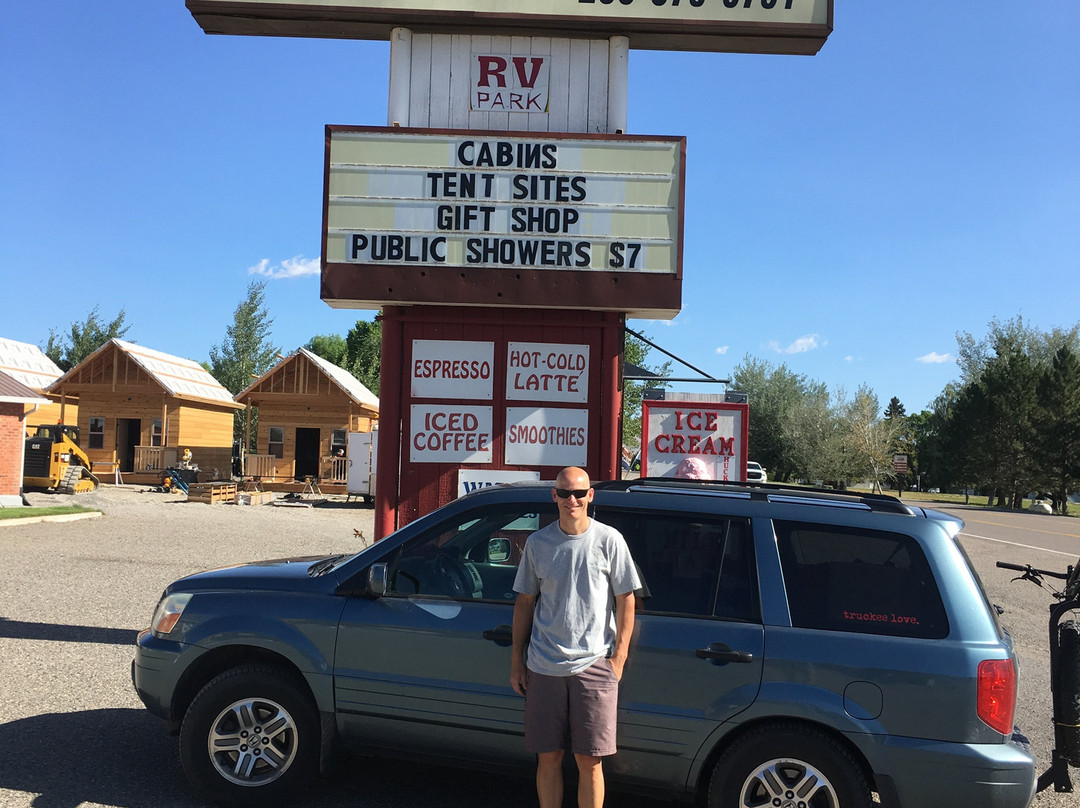 RV
PARK
CABINS
TENT SITES
GIFT SHOP
PUBLIC SHOWERS $7
ESPRESSO
HOT-COLD
LATTE
ICED
COFFEE
SMOOTHIES
ICE
CREAM
truckee love.